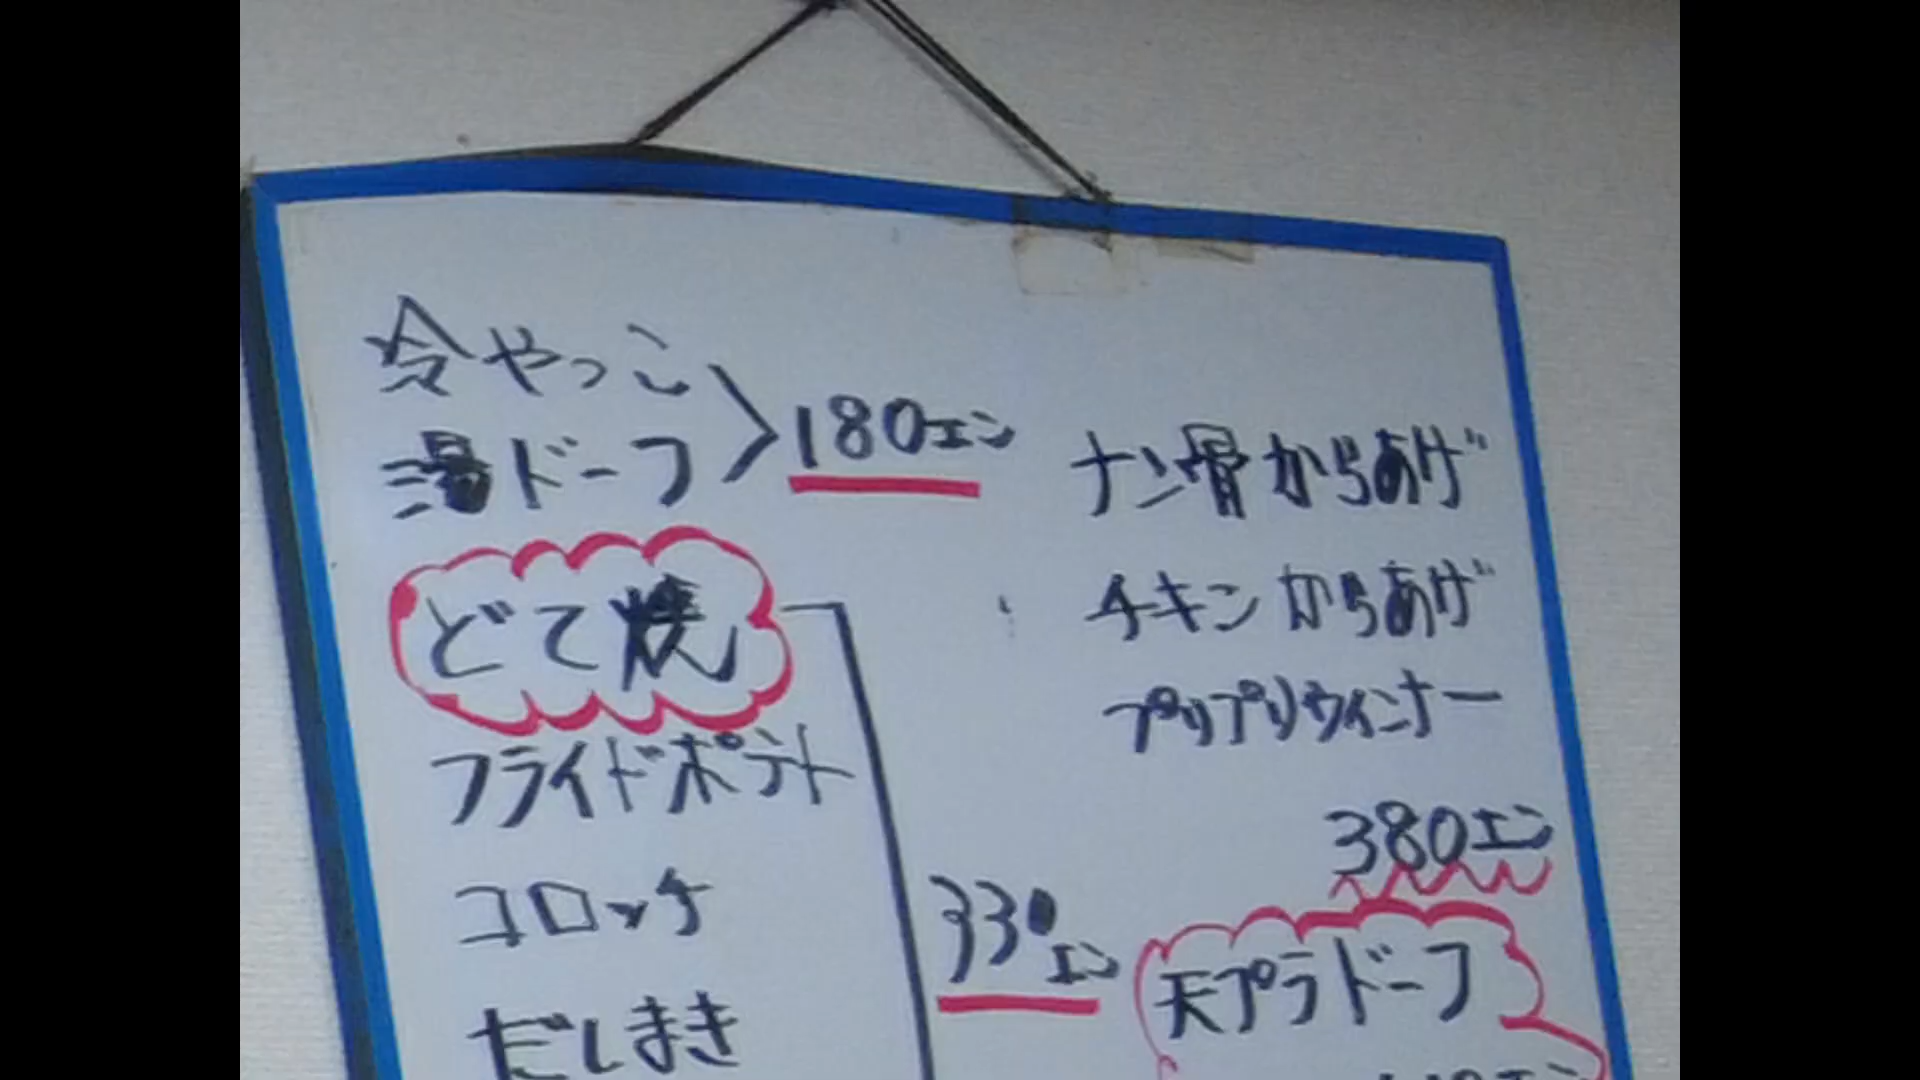 冷やっこ
湯ドーフ
180エン
どて焼
フライドポテト
コロッケ
だしまき
330エン
ナン骨からあげ
チキンからあげ
プリプリウィンナー
380エン
天プラドーフ